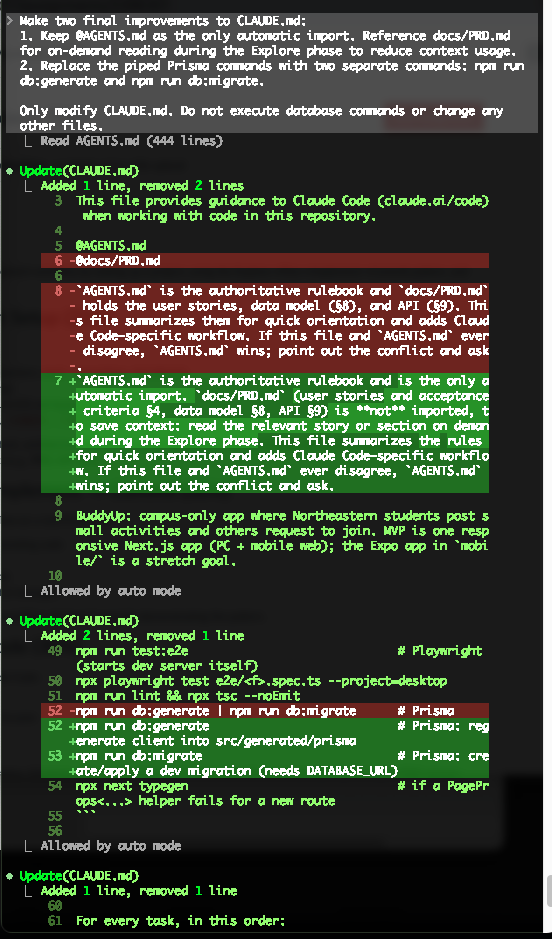 > Make two final improvements to CLAUDE.md:
1. Keep @AGENTS.md as the only automatic import. Reference docs/PRD.md
for on-demand reading during the Explore phase to reduce context usage.
2. Replace the piped Prisma commands with two separate commands: npm run
db:generate and npm run db:migrate.
Only modify CLAUDE.md. Do not execute database commands or change any
other files.
⎿ Read AGENTS.md (444 lines)
● Update(CLAUDE.md)
⎿ Added 1 line, removed 2 lines
3 This file provides guidance to Claude Code (claude.ai/code)
when working with code in this repository.
4
5 @AGENTS.md
6 -@docs/PRD.md
6
8 -`AGENTS.md` is the authoritative rulebook and `docs/PRD.md`
- holds the user stories, data model (§8), and API (§9). Thi
-s file summarizes them for quick orientation and adds Claud
-e Code-specific workflow. If this file and `AGENTS.md` ever
- disagree, `AGENTS.md` wins; point out the conflict and ask
-.
7 +`AGENTS.md` is the authoritative rulebook and is the only a
+utomatic import. `docs/PRD.md` (user stories and acceptance
+ criteria §4, data model §8, API §9) is **not** imported, t
+o save context: read the relevant story or section on deman
+d during the Explore phase. This file summarizes the rules
+for quick orientation and adds Claude Code-specific workflo
+w. If this file and `AGENTS.md` ever disagree, `AGENTS.md`
+wins; point out the conflict and ask.
8
9 BuddyUp: campus-only app where Northeastern students post s
mall activities and others request to join. MVP is one resp
onsive Next.js app (PC + mobile web); the Expo app in `mobi
le/` is a stretch goal.
10
⎿ Allowed by auto mode
● Update(CLAUDE.md)
⎿ Added 2 lines, removed 1 line
49 npm run test:e2e # Playwright
(starts dev server itself)
50 npx playwright test e2e/<f>.spec.ts --project=desktop
51 npm run lint && npx tsc --noEmit
52 -npm run db:generate | npm run db:migrate # Prisma
52 +npm run db:generate # Prisma: reg
+enerate client into src/generated/prisma
53 +npm run db:migrate # Prisma: cre
+ate/apply a dev migration (needs DATABASE_URL)
54 npx next typegen # if a PagePr
ops<...> helper fails for a new route
55 ```
56
⎿ Allowed by auto mode
● Update(CLAUDE.md)
⎿ Added 1 line, removed 1 line
60
61 For every task, in this order: